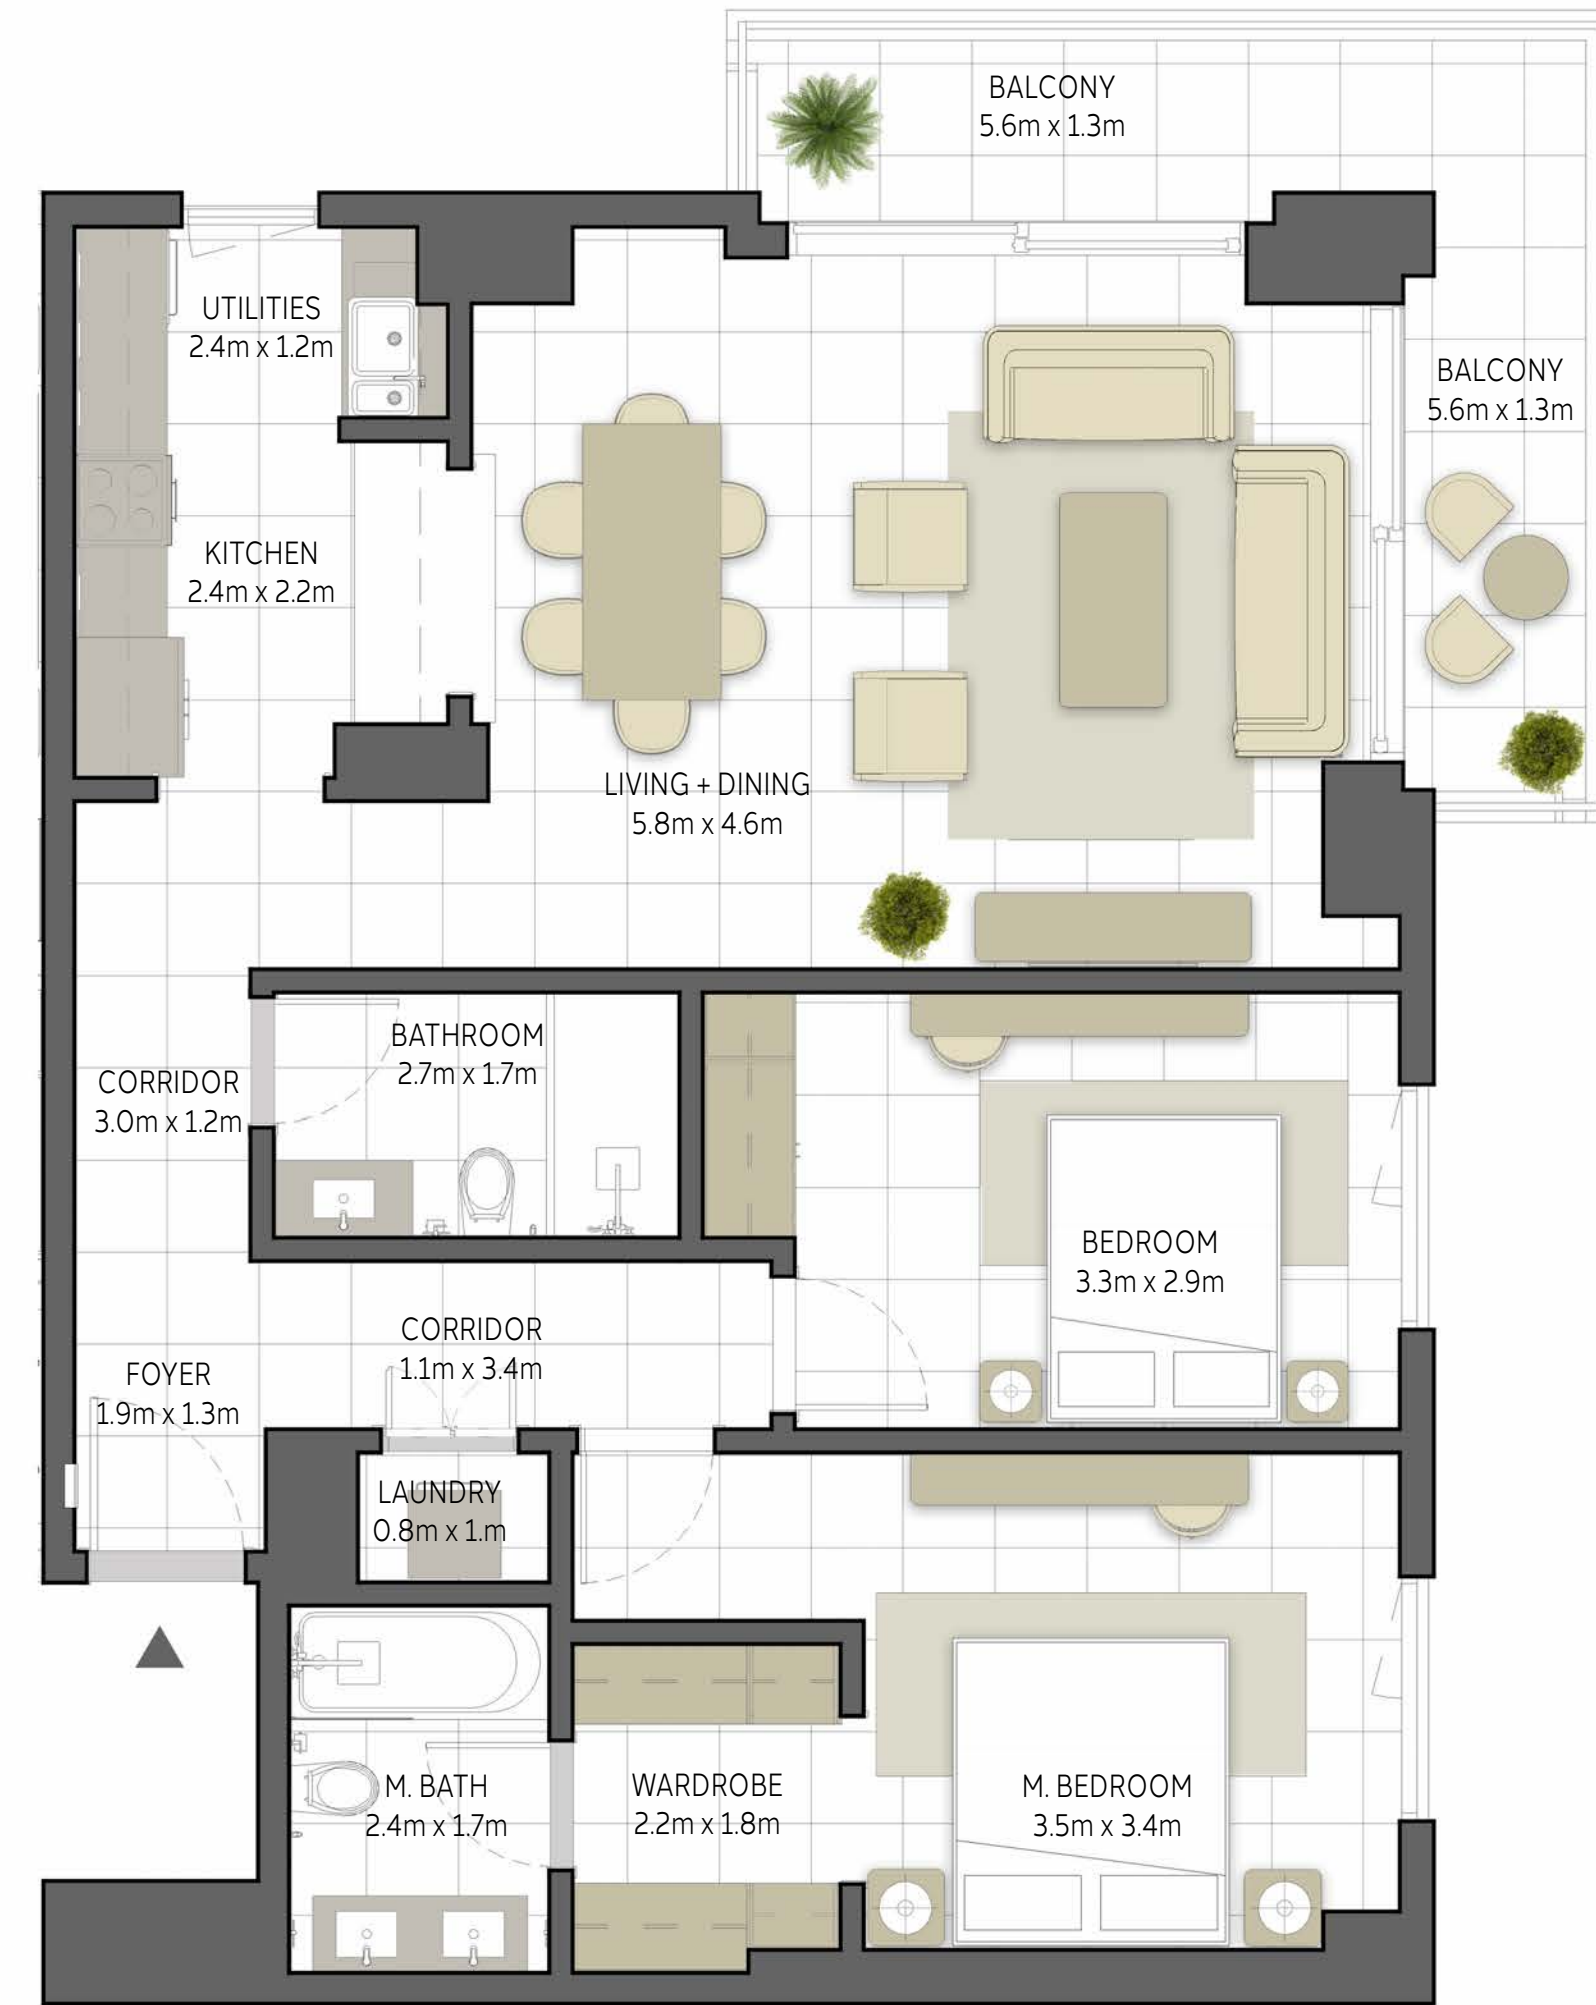 BALCONY
5.6m x 1.3m
UTILITIES
2.4m x 1.2m
BALCONY
5.6m x 1.3m
KITCHEN
2.4m x 2.2m
LIVING + DINING
5.8m x 4.6m
BATHROOM
2.7m x 1.7m
CORRIDOR
3.0m x 1.2m
BEDROOM
3.3m x 2.9m
CORRIDOR
1.1m x 3.4m
FOYER
1.9m x 1.3m
LAUNDRY
0.8m x 1.m
M. BATH
2.4m x 1.7m
WARDROBE
2.2m x 1.8m
M. BEDROOM
3.5m x 3.4m